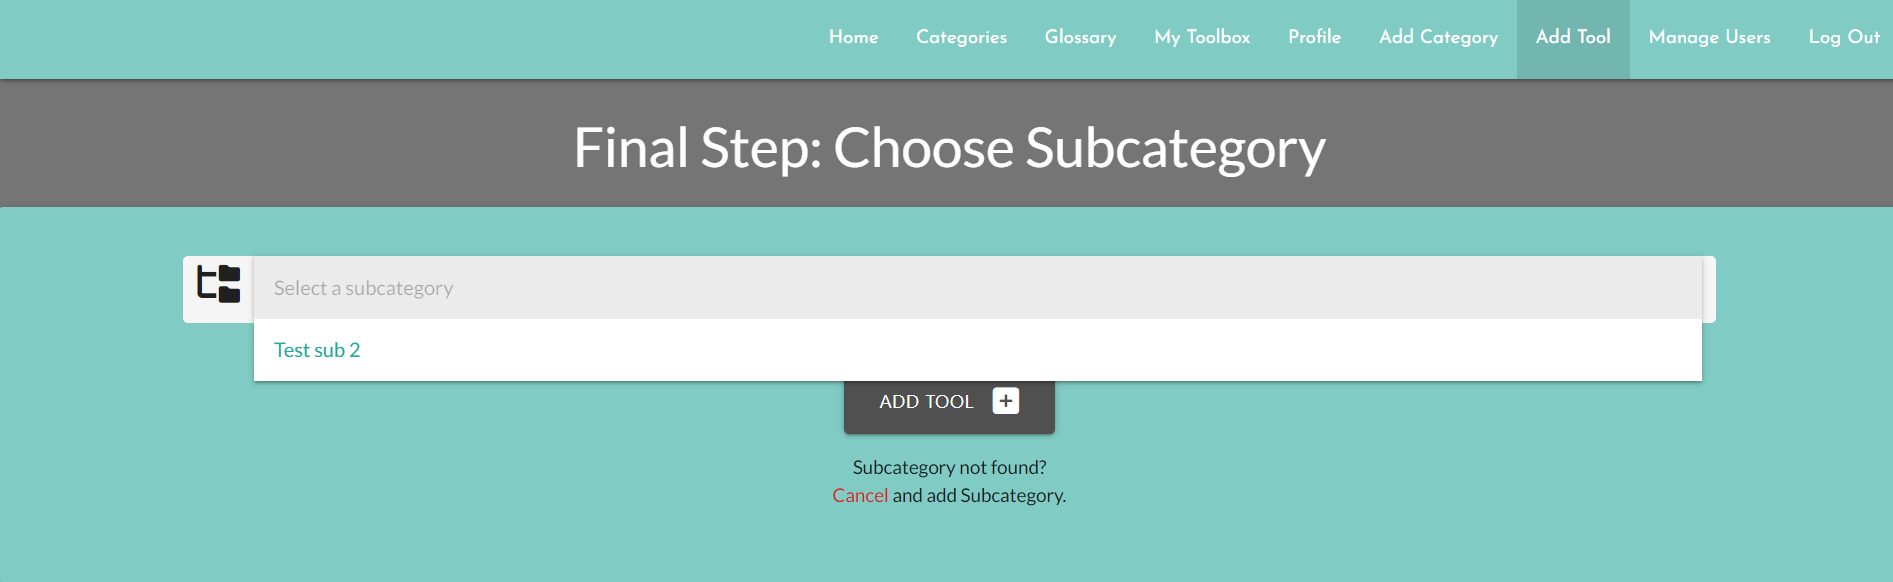 Home Categories Glossary My Toolbox Profile Add Category Add Tool Manage Users Log Out
Final Step: Choose Subcategory
Select a subcategory
Test sub 2
ADD TOOL
Subcategory not found?
Cancel and add Subcategory.